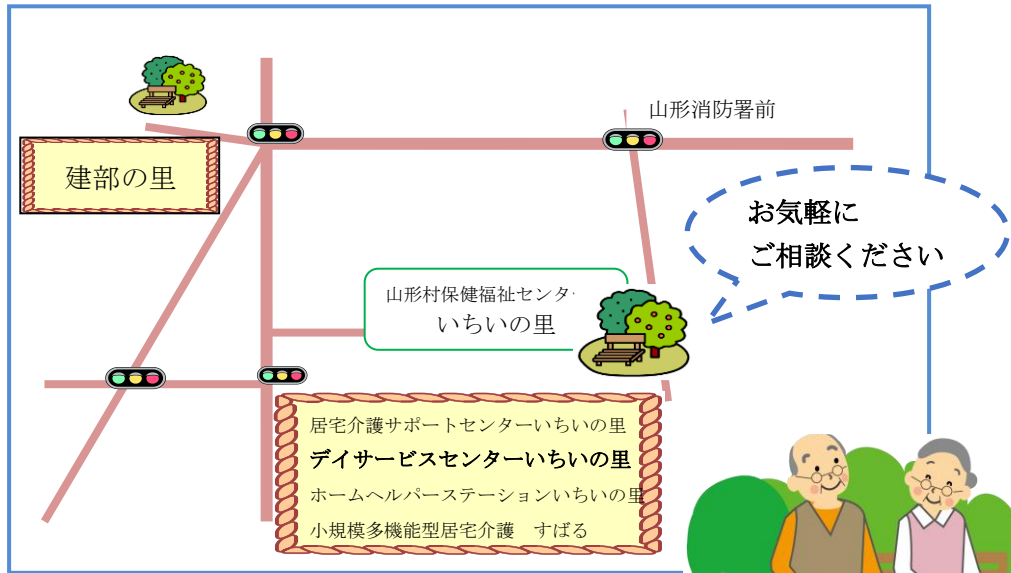 山形消防署前
建部の里
お気軽に
ご相談ください
山形村保健福祉センタ
いちいの里
居宅介護サポートセンターいちいの里
デイサービスセンターいちいの里
ホームヘルパーステーションいちいの里
小規模多機能型居宅介護　すばる